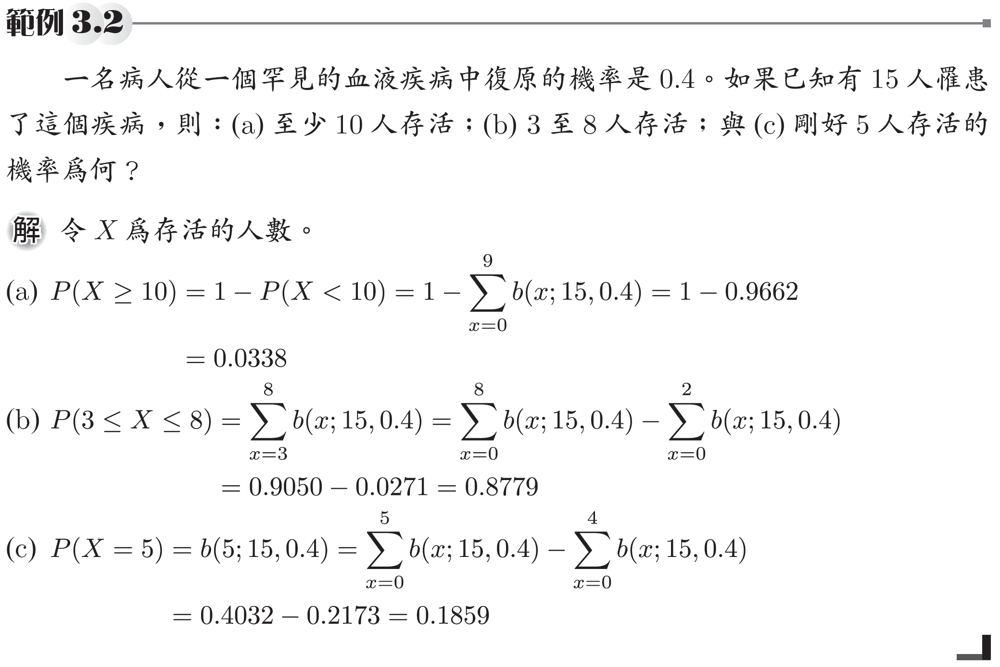 範例 3.2
一名病人從一個罕見的血液疾病中復原的機率是 0.4。如果已知有 15 人罹患
了這個疾病，則：(a) 至少 10 人存活；(b) 3 至 8 人存活；與 (c) 剛好 5 人存活的
機率為何？
解 令 X 為存活的人數。
(a) P(X ≥ 10) = 1 − P(X < 10) = 1 − \sum_{x=0}^{9} b(x; 15, 0.4) = 1 − 0.9662
= 0.0338
(b) P(3 ≤ X ≤ 8) = \sum_{x=3}^{8} b(x; 15, 0.4) = \sum_{x=0}^{8} b(x; 15, 0.4) − \sum_{x=0}^{2} b(x; 15, 0.4)
= 0.9050 − 0.0271 = 0.8779
(c) P(X = 5) = b(5; 15, 0.4) = \sum_{x=0}^{5} b(x; 15, 0.4) − \sum_{x=0}^{4} b(x; 15, 0.4)
= 0.4032 − 0.2173 = 0.1859